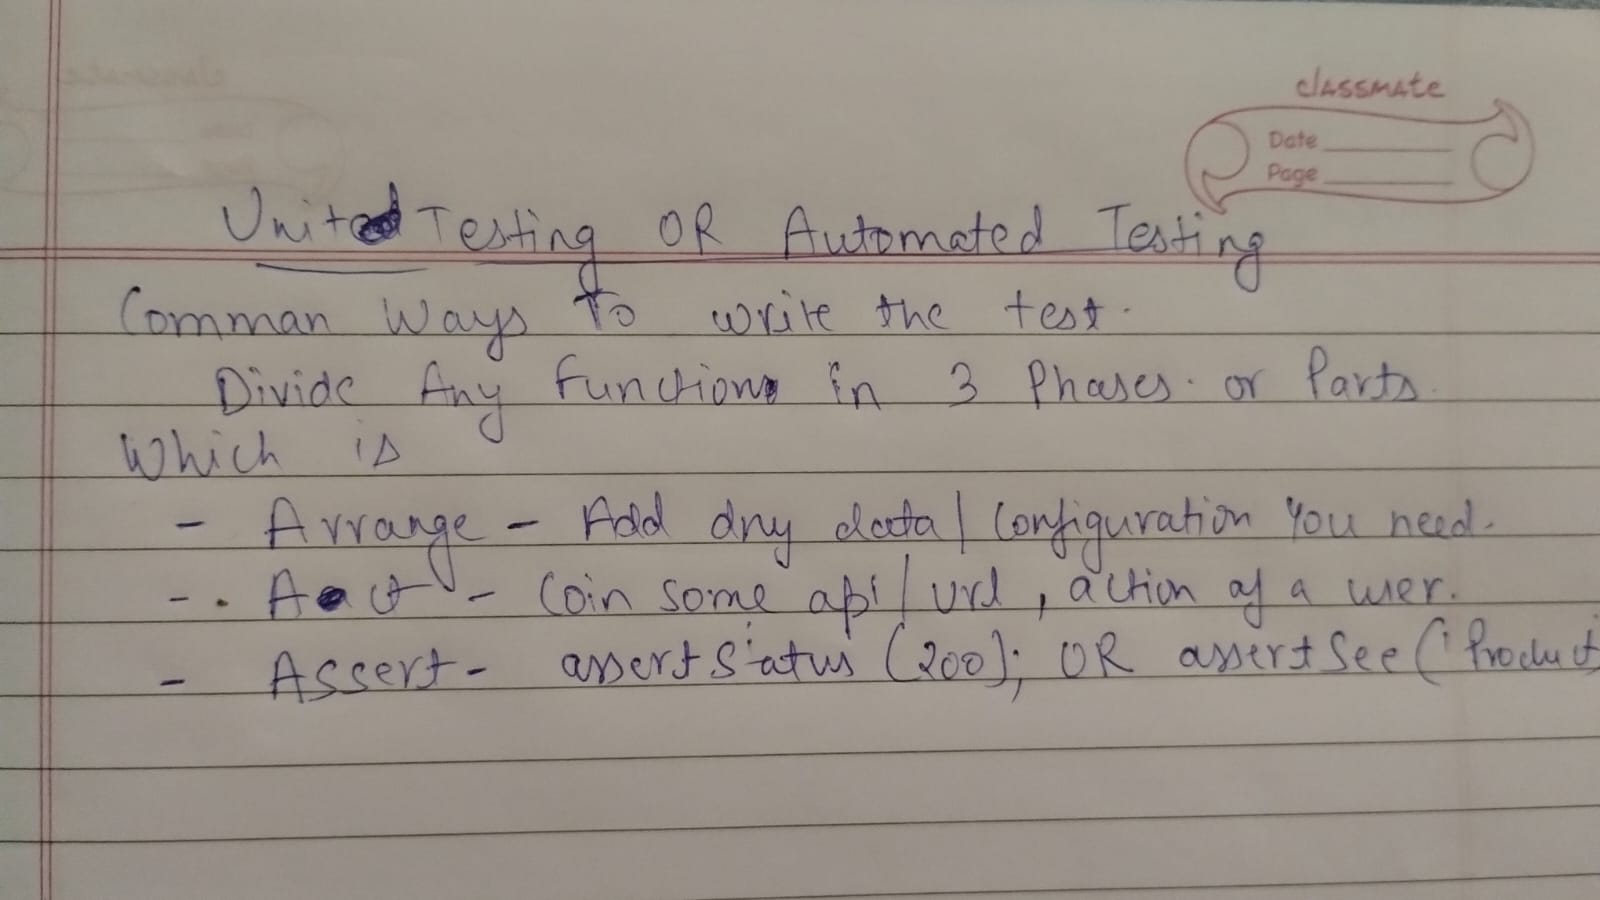 classmate
Date
Page
Unit Testing OR Automated Testing
Comman Ways To write the test.
Divide Any Functions in 3 Phases. or Parts.
Which is
- Arrange - Add any data / Configuration You need.
- . Act - Coin some api / url, action of a user.
- Assert - assertStatus (200); OR assertSee ('Product